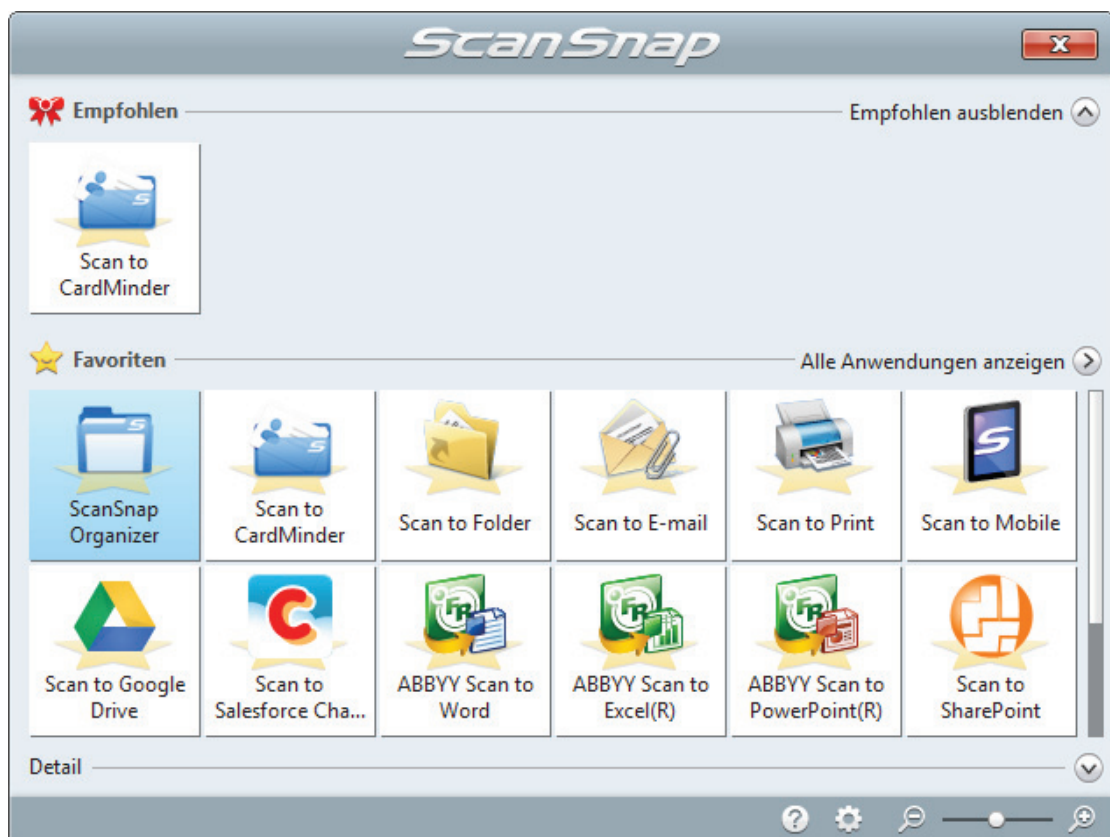 ScanSnap
Empfohlen
Empfohlen ausblenden
Scan to
CardMinder
Favoriten
Alle Anwendungen anzeigen
ScanSnap
Organizer
Scan to
CardMinder
Scan to Folder
Scan to E-mail
Scan to Print
Scan to Mobile
Scan to Google
Drive
Scan to
Salesforce Cha...
ABBYY Scan to
Word
ABBYY Scan to
Excel(R)
ABBYY Scan to
PowerPoint(R)
Scan to
SharePoint
Detail